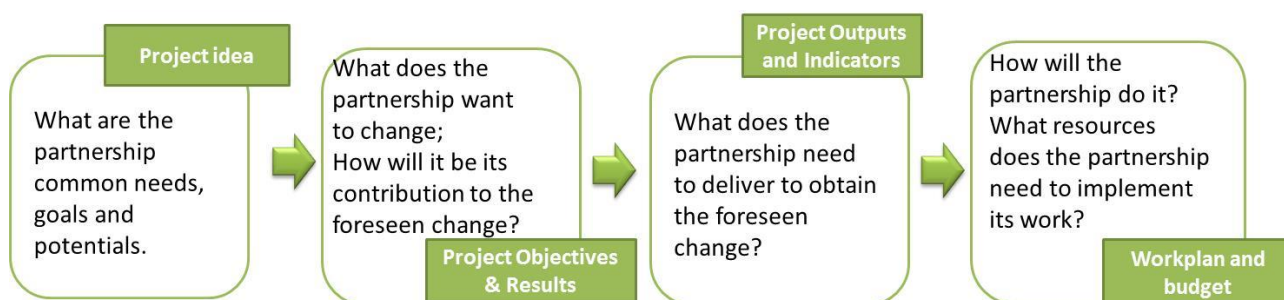 Project idea
What are the
partnership
common needs,
goals and
potentials.
What does the
partnership want
to change;
How will it be its
contribution to the
foreseen change?
Project Objectives
& Results
Project Outputs
and Indicators
What does the
partnership need
to deliver to obtain
the foreseen
change?
How will the
partnership do it?
What resources
does the partnership
need to implement
its work?
Workplan and
budget